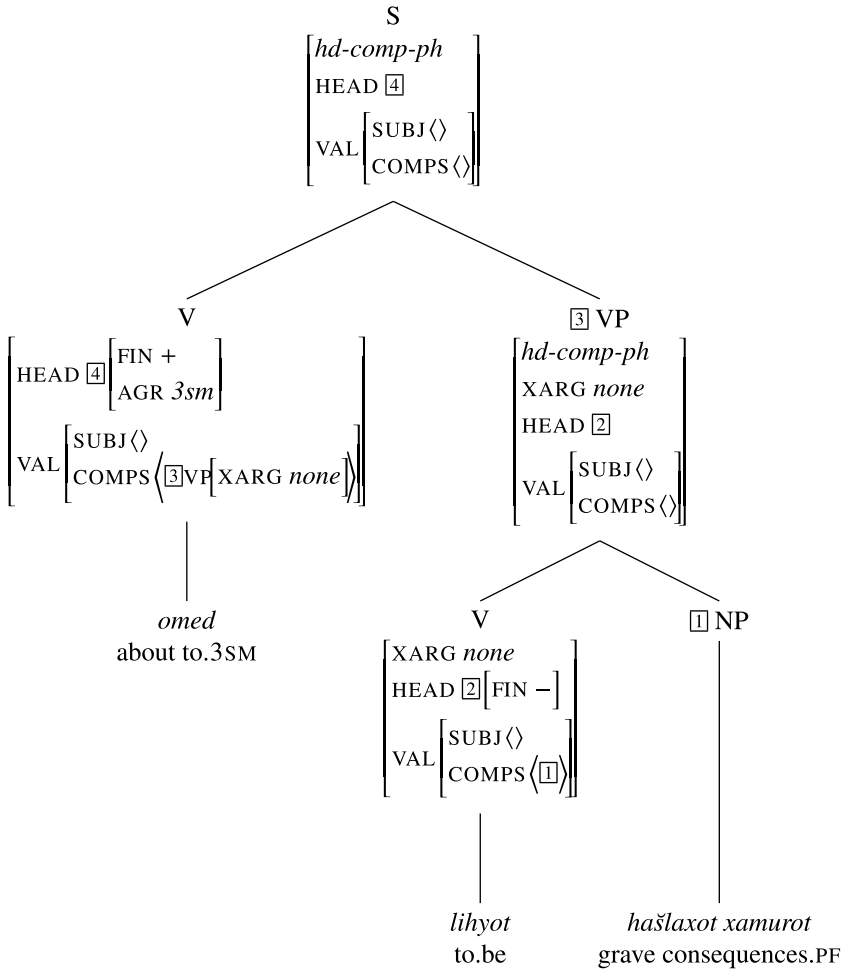 S
hd-comp-ph
HEAD 4
VAL SUBJ⟨⟩
COMPS⟨⟩
V
HEAD 4 FIN +
AGR 3sm
VAL SUBJ⟨⟩
COMPS⟨3VP[XARG none]⟩
3 VP
hd-comp-ph
XARG none
HEAD 2
VAL SUBJ⟨⟩
COMPS⟨⟩
omed
about to.3SM
V
XARG none
HEAD 2[FIN −]
VAL SUBJ⟨⟩
COMPS⟨1⟩
1 NP
lihyot
to.be
hašlaxot xamurot
grave consequences.PF